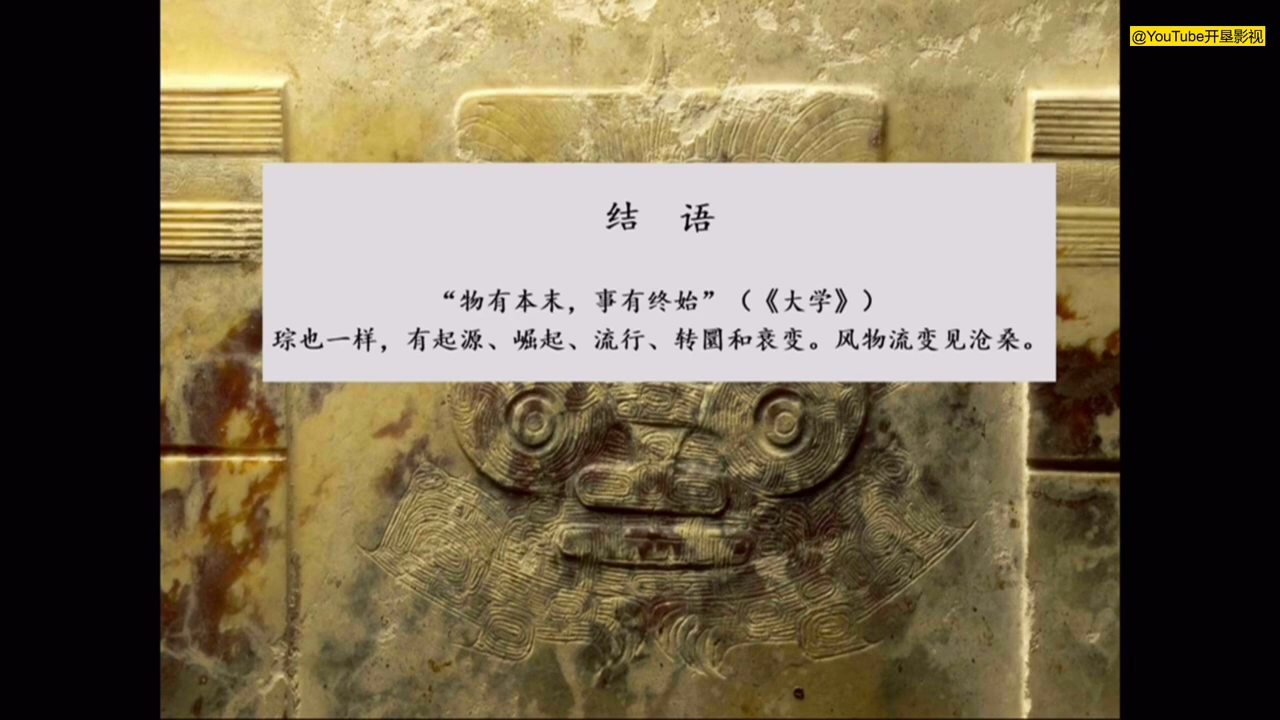 @YouTube开垦影视
结 语
“物有本末，事有终始”（《大学》）
琮也一样，有起源、崛起、流行、转圜和衰变。风物流变见沧桑。